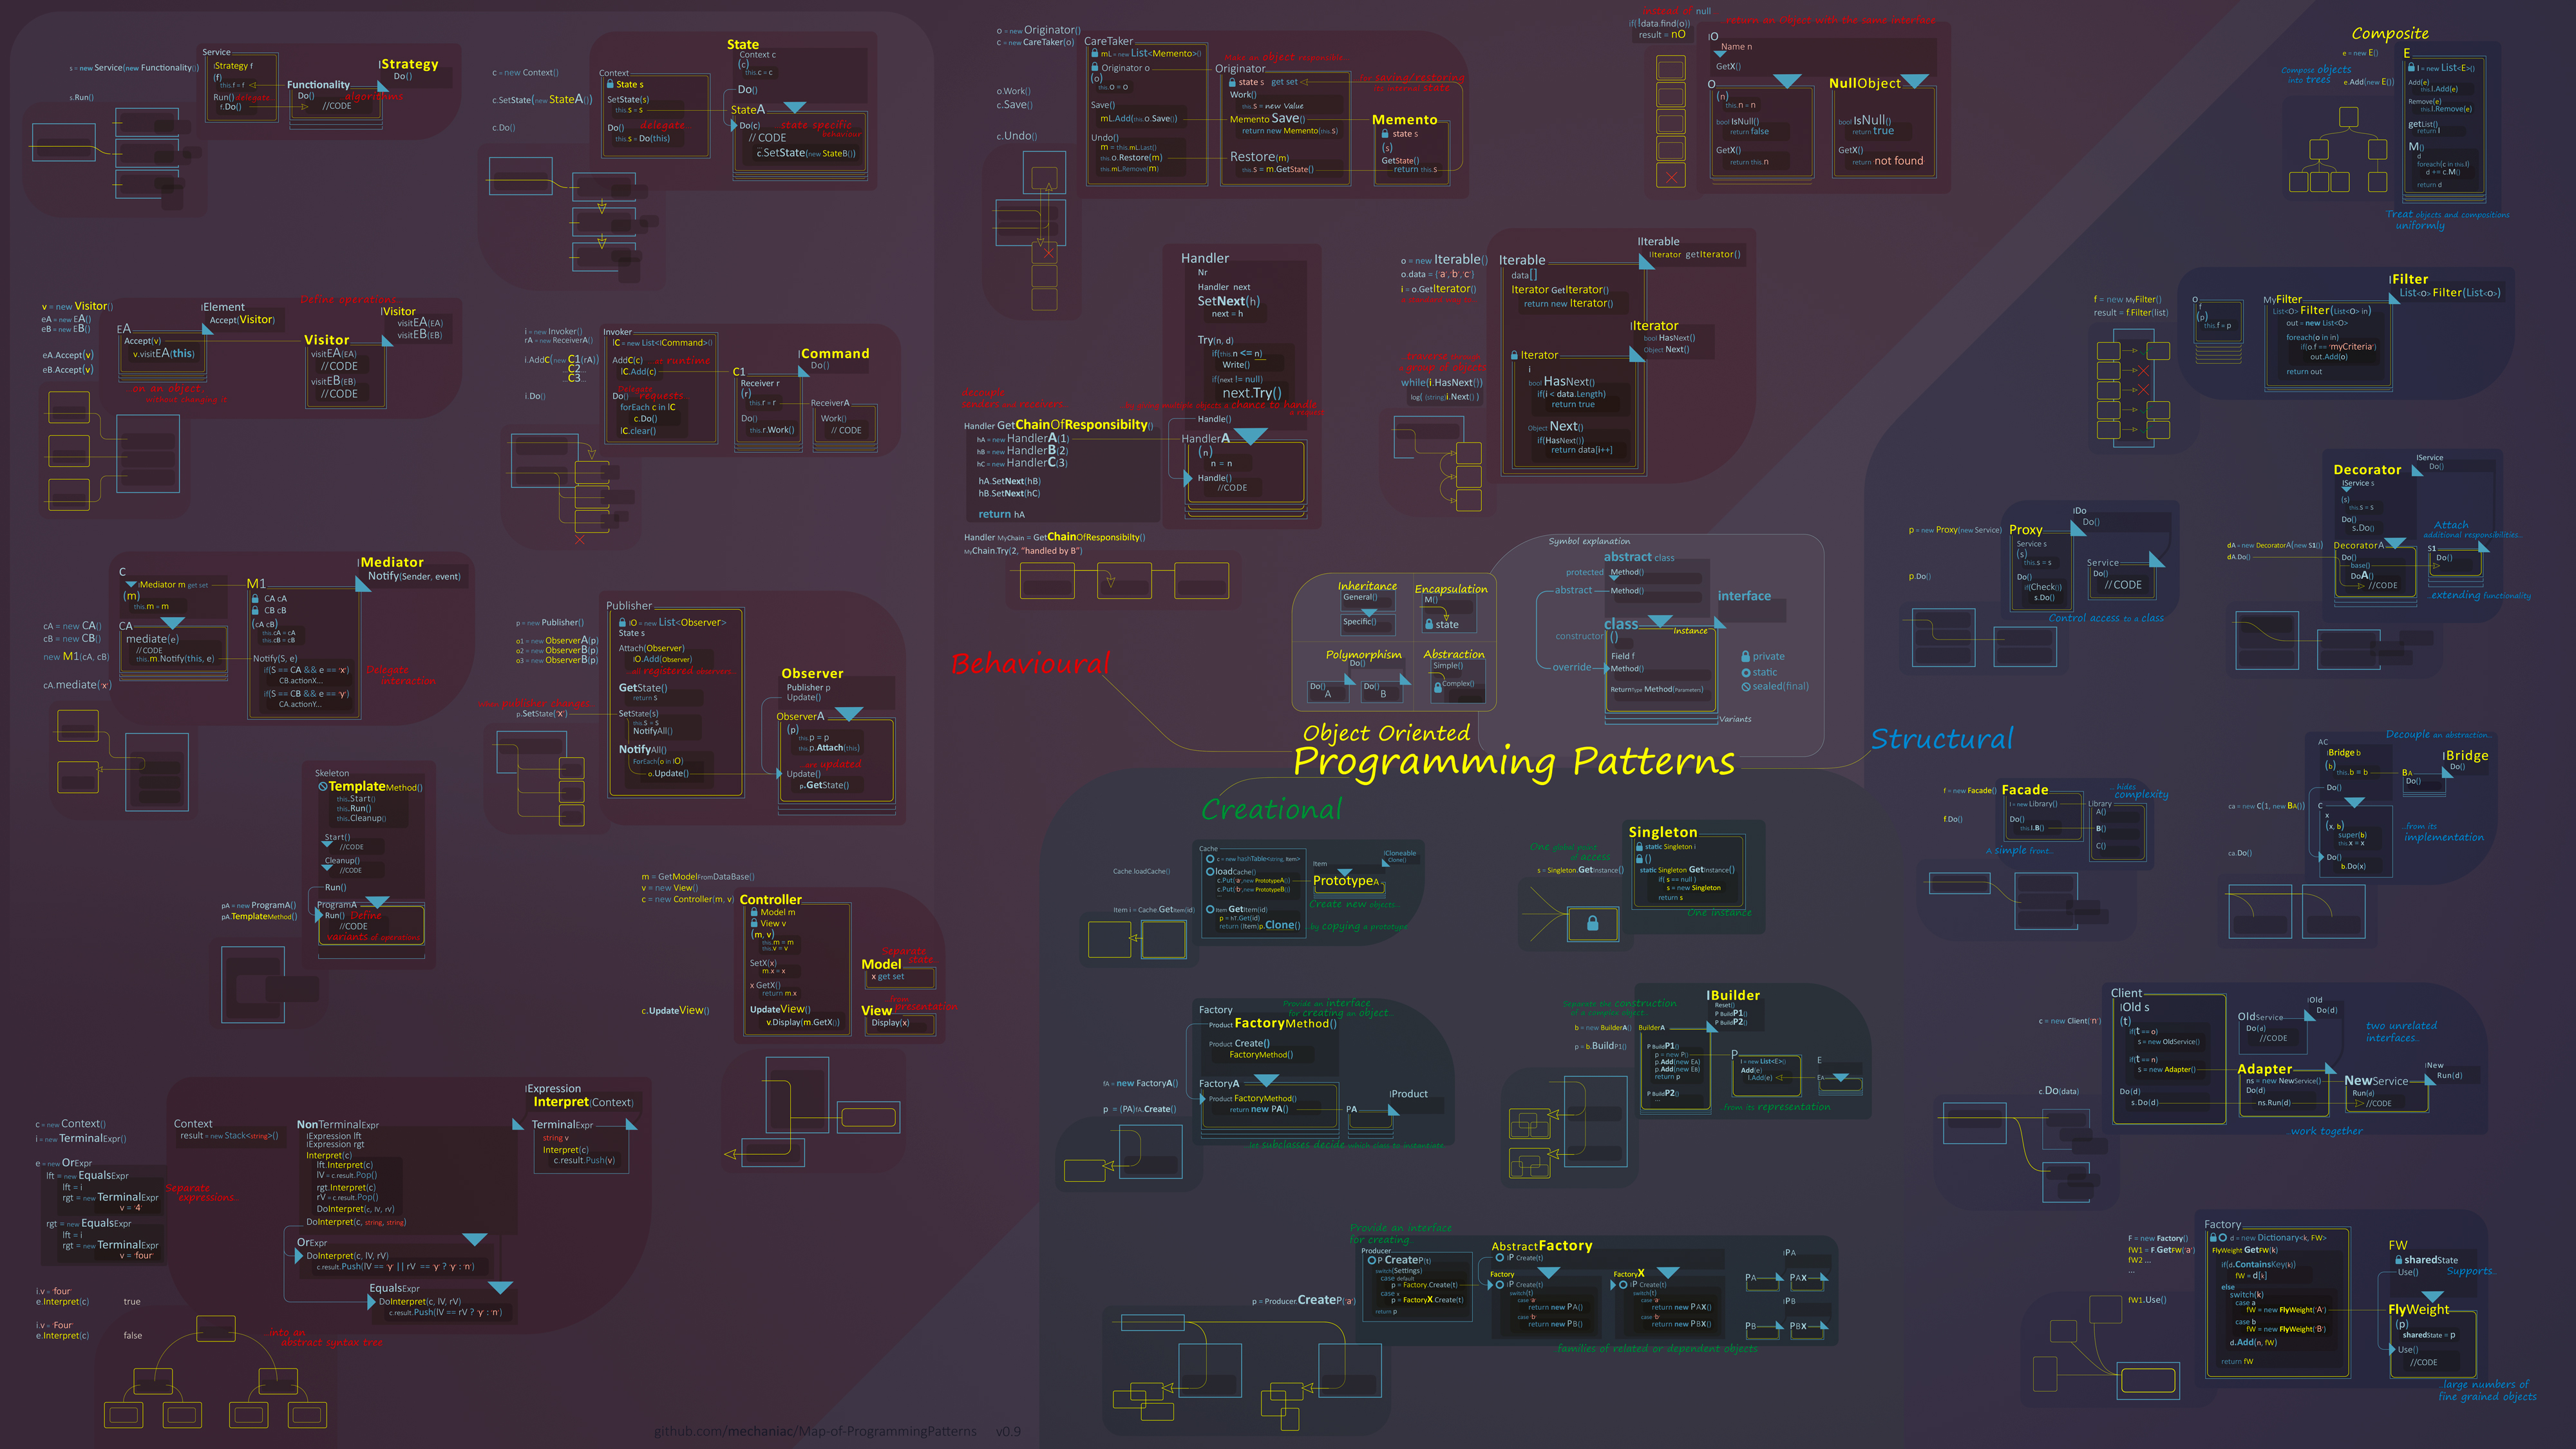 Service
IStrategy f
(f)
this.f = f
Run() delegate
f.Do()
s = new Service(new Functionality())
s.Run()
Functionality
Do()
//CODE
IStrategy
Do()
algorithms
State
Context c
(c)
this.c = c
Do()
c = new Context()
c.SetState(new StateA())
c.Do()
Context
State s
SetState(s)
this.s = s
Do()
delegate...
this.s = Do(this)
StateA
Do(c)
state specific
behaviour
// CODE
c.SetState(new StateB())
o = new Originator()
c = new CareTaker(o)
o.Work()
c.Save()
c.Undo()
CareTaker
mL = new List<Memento>()
Originator o
(o)
this.o = o
Save()
mL.Add(this.o.Save())
Undo()
m = this.mL.Last()
this.o.Restore(m)
this.mL.Remove(m)
Make an object responsible
Originator
state s get set
for saving/restoring
its internal state
Work()
this.s = new Value
Memento Save()
return new Memento(this.s)
Restore(m)
this.s = m.GetState()
Memento
state s
(s)
GetState()
return this.s
instead of null
if(!data.find(o))
result = nO
return an Object with the same interface
IO
Name n
GetX()
O
(n)
this.n = n
bool IsNull()
return false
GetX()
return this.n
NullObject
bool IsNull()
return true
GetX()
return not found
Composite
e = new E()
e.Add(new E())
Compose objects
into trees
E
l = new List<E>()
Add(e)
this.l.Add(e)
Remove(e)
this.l.Remove(e)
getList()
return l
M()
d
foreach(c in this.l)
d += c.M()
return d
Treat objects and compositions
uniformly
v = new Visitor()
eA = new EA()
eB = new EB()
eA.Accept(v)
eB.Accept(v)
EA
Accept(v)
v.visitEA(this)
on an object..
without changing it
IElement
Accept(Visitor)
Define operations
Visitor
visitEA(EA)
//CODE
visitEB(EB)
//CODE
IVisitor
visitEA(EA)
visitEB(EB)
i = new Invoker()
rA = new ReceiverA()
i.AddC(new C1(rA))
C2
C3...
i.Do()
Invoker
IC = new List<ICommand>()
AddC(c)
at runtime
IC.Add(c)
Delegate
requests
Do()
forEach c in IC
c.Do()
IC.clear()
C1
Receiver r
(r)
this.r = r
Do()
this.r.Work()
ICommand
Do()
ReceiverA
Work()
// CODE
Handler
Nr
Handler next
SetNext(h)
next = h
Try(n, d)
if(this.n <= n)
Write()
if(next != null)
next.Try()
decouple
senders and receivers
by giving multiple objects a chance to handle
a request
Handle()
Handler GetChainOfResponsibilty()
hA = new HandlerA(1)
hB = new HandlerB(2)
hC = new HandlerC(3)
hA.SetNext(hB)
hB.SetNext(hC)
return hA
HandlerA
(n)
n = n
Handle()
//CODE
Handler MyChain = GetChainOfResponsibilty()
MyChain.Try(2, "handled by B")
o = new Iterable()
o.data = {'a','b','c'}
i = o.GetIterator()
traverse through
a group of objects
while(i.HasNext())
log( (string)i.Next() )
Iterable
data[]
Iterator GetIterator()
return new Iterator()
IIterable
IIterator getIterator()
IIterator
bool HasNext()
Object Next()
Iterator
i
bool HasNext()
if(i < data.Length)
return true
Object Next()
if(HasNext())
return data[i++]
IFilter
List<O> Filter(List<O>)
f = new MyFilter()
result = f.Filter(list)
O
f
(p)
this.f = p
MyFilter
List<O> Filter(List<O> in)
out = new List<O>
foreach(o in in)
if(o.f == 'myCriteria')
out.Add(o)
return out
Decorator
IService
Do()
IService s
(s)
this.s = s
Do()
s.Do()
Attach
additional responsibilities...
dA = new DecoratorA(new S1())
dA.Do()
DecoratorA
Do()
base()
DoA()
//CODE
S1
Do()
...extending functionality
p = new Proxy(new Service)
p.Do()
Proxy
Service s
(s)
this.s = s
Do()
if(Check())
s.Do()
IDo
Do()
Service
Do()
//CODE
Control access to a class
IMediator
Notify(Sender, event)
C
IMediator m get set
(m)
this.m = m
CA
mediate(e)
// CODE
this.m.Notify(this, e)
cA = new CA()
cB = new CB()
new M1(cA, cB)
cA.mediate('x')
M1
CA cA
CB cB
(cA cB)
this.cA = cA
this.cB = cB
Notify(S, e)
if(S == CA && e == 'x')
CB.actionX...
if(S == CB && e == 'y')
CA.actionY...
Delegate
interaction
Publisher
IO = new List<Observer>
State s
Attach(Observer)
IO.Add(Observer)
all registered observers...
GetState()
return s
SetState(s)
this.s = s
NotifyAll()
NotifyAll()
ForEach(o in IO)
o.Update()
p = new Publisher()
o1 = new ObserverA(p)
o2 = new ObserverB(p)
o3 = new ObserverB(p)
when publisher changes
p.SetState('X')
Observer
Publisher p
Update()
ObserverA
(p)
this.p = p
this.p.Attach(this)
...are updated
Update()
p.GetState()
Symbol explanation
abstract class
protected
Method()
abstract
Method()
interface
class
Instance
constructor
()
Field f
override
Method()
ReturnType Method(Parameters)
Variants
private
static
sealed(final)
Inheritance
General()
Specific()
Encapsulation
M()
state
Polymorphism
Do()
Do()
A
Do()
B
Abstraction
Simple()
Complex()
Behavioural
Object Oriented
Programming Patterns
Structural
Creational
Skeleton
TemplateMethod()
this.Start()
this.Run()
this.Cleanup()
Start()
//CODE
Cleanup()
//CODE
Run()
pA = new ProgramA()
pA.TemplateMethod()
ProgramA
Run() Define
//CODE
variants of operations
m = GetModelFromDataBase()
v = new View()
c = new Controller(m, v)
c.UpdateView()
Controller
Model m
View v
(m, v)
this.m = m
this.v = v
SetX(x)
m.x = x
x GetX()
return m.x
UpdateView()
v.Display(m.GetX())
Separate
state..
Model
x get set
from
presentation
View
Display(x)
Cache
c = new hashTable<string, Item>
loadCache()
c.Put('a', new PrototypeA())
c.Put('b', new PrototypeB())
Item GetItem(id)
p = HT.Get(id)
return (Item)p.Clone()
Cache.loadCache()
Item i = Cache.GetItem(id)
Item
PrototypeA
ICloneable
Clone()
Create new objects..
..by copying a prototype
Singleton
One global point
of access
s = Singleton.GetInstance()
static Singleton i
()
static Singleton GetInstance()
if( s == null )
s = new Singleton
return s
One instance
f = new Facade()
f.Do()
Facade
l = new Library()
Do()
this.l.B()
A simple front...
... hides
complexity
Library
A()
B()
C()
Decouple an abstraction...
AC
IBridge b
(b)
this.b = b
Do()
BA
Do()
IBridge
Do()
ca = new C(1, new BA())
ca.Do()
C
x
(x, b)
super(b)
this.x = x
Do()
b.Do(x)
..from its
implementation
Factory
Product FactoryMethod()
Product Create()
FactoryMethod()
Provide an interface
for creating an object..
fA = new FactoryA()
p = (PA)fA.Create()
FactoryA
Product FactoryMethod()
return new PA()
PA
IProduct
let subclasses decide which class to instantiate
Separate the construction
of a complex object..
IBuilder
Reset()
P BuildP1()
P BuildP2()
b = new BuilderA()
p = b.BuildP1()
BuilderA
P BuildP1()
p = new P()
p.Add(new EA)
p.Add(new EB)
return p
P BuildP2()
...
P
l = new List<E>()
Add(e)
l.Add(e)
E
EA
from its representation
Client
IOld s
(t)
if(t == o)
s = new OldService()
if(t == n)
s = new Adapter()
Do(d)
s.Do(d)
c = new Client('n')
c.Do(data)
IOld
Do(d)
OldService
Do(d)
//CODE
two unrelated
interfaces..
Adapter
ns = new NewService()
Do(d)
ns.Run(d)
INew
Run(d)
NewService
Run(d)
//CODE
..work together
IExpression
Interpret(Context)
c = new Context()
i = new TerminalExpr()
e = new OrExpr
lft = new EqualsExpr
lft = i
rgt = new TerminalExpr
v = '4'
rgt = new EqualsExpr
lft = i
rgt = new TerminalExpr
v = 'four'
i.v = 'four'
e.Interpret(c) true
i.v = 'Four'
e.Interpret(c) false
Context
result = new Stack<string>()
Separate
expressions..
NonTerminalExpr
IExpression lft
IExpression rgt
Interpret(c)
lft.Interpret(c)
lV = c.result.Pop()
rgt.Interpret(c)
rV = c.result.Pop()
DoInterpret(c, lV, rV)
DoInterpret(c, string, string)
TerminalExpr
string v
Interpret(c)
c.result.Push(v)
OrExpr
DoInterpret(c, lV, rV)
c.result.Push(lV == 'y' || rV == 'y' ? 'y' : 'n')
EqualsExpr
DoInterpret(c, lV, rV)
c.result.Push(lV == rV ? 'y' : 'n')
..into an
abstract syntax tree
Provide an interface
for creating..
Producer
P CreateP(t)
switch(Settings)
case default
p = Factory.Create(t)
case x
p = FactoryX.Create(t)
return p
p = Producer.CreateP('a')
AbstractFactory
IP Create(t)
Factory
IP Create(t)
switch(t)
case 'a'
return new PA()
case 'b'
return new PB()
FactoryX
IP Create(t)
switch(t)
case 'a'
return new PAX()
case 'b'
return new PBX()
IPA
PA
PAX
IPB
PB
PBX
families of related or dependent objects
Factory
d = new Dictionary<k, FW>
FlyWeight GetFW(k)
if(d.ContainsKey(k))
fW = d[k]
else
switch(k)
case a
fW = new FlyWeight('A')
case b
fW = new FlyWeight('B')
d.Add(n, fW)
return fW
F = new Factory()
fW1 = F.GetFW('a')
fW2 ...
...
fW1.Use()
FW
sharedState
Use()
Supports..
FlyWeight
(p)
sharedState = p
Use()
//CODE
large numbers of
fine grained objects
github.com/mechaniac/Map-of-ProgrammingPatterns v0.9